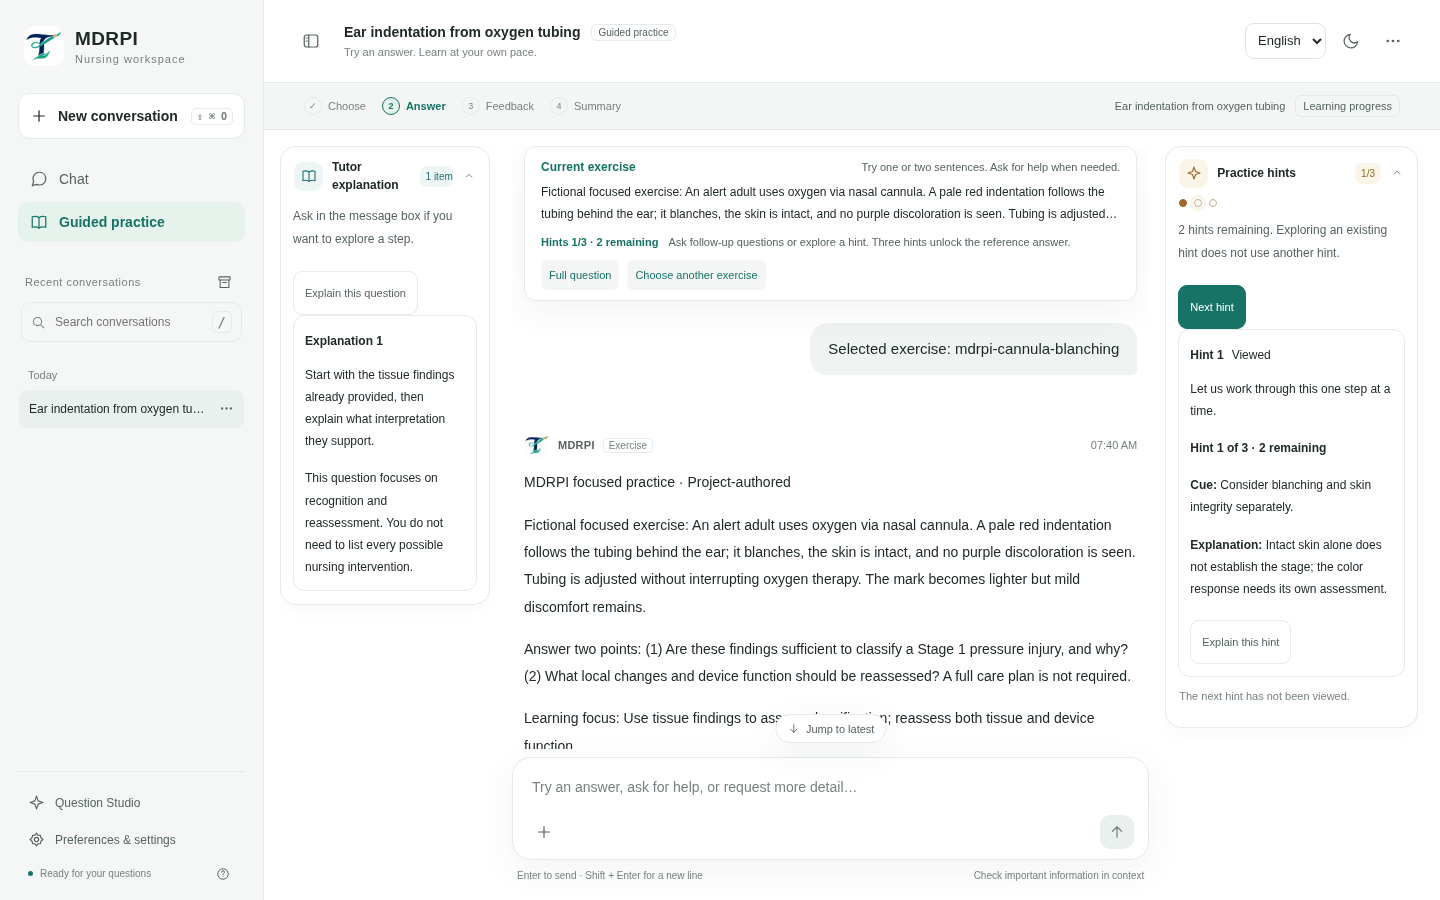 MDRPI
Nursing workspace
New conversation
⇧ ⌘ O
Chat
Guided practice
Recent conversations
Search conversations
/
Today
Ear indentation from oxygen tu…
Question Studio
Preferences & settings
Ready for your questions
Ear indentation from oxygen tubing
Guided practice
Try an answer. Learn at your own pace.
English
✓ Choose
2 Answer
3 Feedback
4 Summary
Ear indentation from oxygen tubing
Learning progress
Tutor
explanation
1 item
Ask in the message box if you
want to explore a step.
Explain this question
Explanation 1
Start with the tissue findings
already provided, then
explain what interpretation
they support.
This question focuses on
recognition and
reassessment. You do not
need to list every possible
nursing intervention.
Current exercise
Try one or two sentences. Ask for help when needed.
Fictional focused exercise: An alert adult uses oxygen via nasal cannula. A pale red indentation follows the
tubing behind the ear; it blanches, the skin is intact, and no purple discoloration is seen. Tubing is adjusted…
Hints 1/3 · 2 remaining
Ask follow-up questions or explore a hint. Three hints unlock the reference answer.
Full question
Choose another exercise
Selected exercise: mdrpi-cannula-blanching
MDRPI
Exercise
07:40 AM
MDRPI focused practice · Project-authored
Fictional focused exercise: An alert adult uses oxygen via nasal cannula. A pale red indentation
follows the tubing behind the ear; it blanches, the skin is intact, and no purple discoloration is seen.
Tubing is adjusted without interrupting oxygen therapy. The mark becomes lighter but mild
discomfort remains.
Answer two points: (1) Are these findings sufficient to classify a Stage 1 pressure injury, and why?
(2) What local changes and device function should be reassessed? A full care plan is not required.
Learning focus: Use tissue findings to reassess both tissue and device
function
Jump to latest
Try an answer, ask for help, or request more detail…
Enter to send · Shift + Enter for a new line
Check important information in context
Practice hints
1/3
2 hints remaining. Exploring an existing
hint does not use another hint.
Next hint
Hint 1 Viewed
Let us work through this one step at a
time.
Hint 1 of 3 · 2 remaining
Cue: Consider blanching and skin
integrity separately.
Explanation: Intact skin alone does
not establish the stage; the color
response needs its own assessment.
Explain this hint
The next hint has not been viewed.